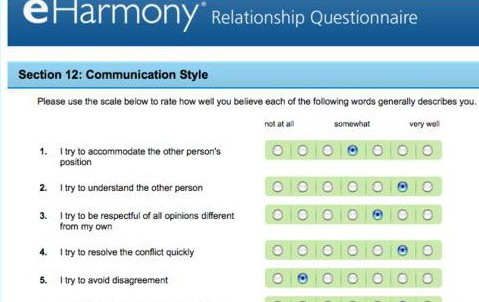 eHarmony® Relationship Questionnaire
Section 12: Communication Style
Please use the scale below to rate how well you believe each of the following words generally describes you.
not at all somewhat very well
1. I try to accommodate the other person's
position
2. I try to understand the other person
3. I try to be respectful of all opinions different
from my own
4. I try to resolve the conflict quickly
5. I try to avoid disagreement